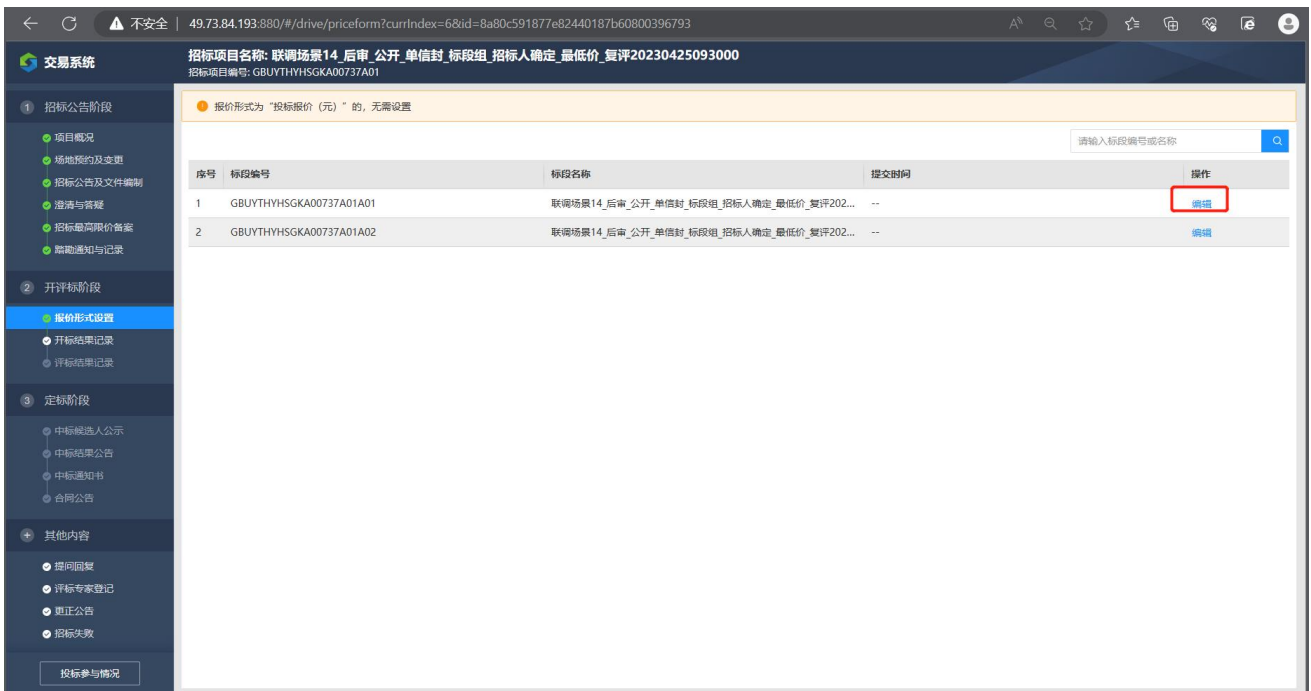 不安全 | 49.73.84.193:880/#/drive/priceform?currIndex=6&id=8a80c591877e82440187b60800396793
交易系统
招标项目名称: 联调场景14_后审_公开_单信封_标段组_招标人确定_最低价_复评20230425093000
招标项目编号: GBUYTHYHSGKA00737A01
1 招标公告阶段
项目概况
场地预约及变更
招标公告及文件编制
澄清与答疑
招标最高限价备案
踏勘通知与记录
2 开评标阶段
报价形式设置
开标结果记录
评标结果记录
3 定标阶段
中标候选人公示
中标结果公告
中标通知书
合同公告
其他内容
提问回复
评标专家登记
更正公告
招标失败
投标参与情况
报价形式为“投标报价（元）”的，无需设置
请输入标段编号或名称
序号 标段编号 标段名称 提交时间 操作
1 GBUYTHYHSGKA00737A01A01 联调场景14_后审_公开_单信封_标段组_招标人确定_最低价_复评202... -- 编辑
2 GBUYTHYHSGKA00737A01A02 联调场景14_后审_公开_单信封_标段组_招标人确定_最低价_复评202... -- 编辑